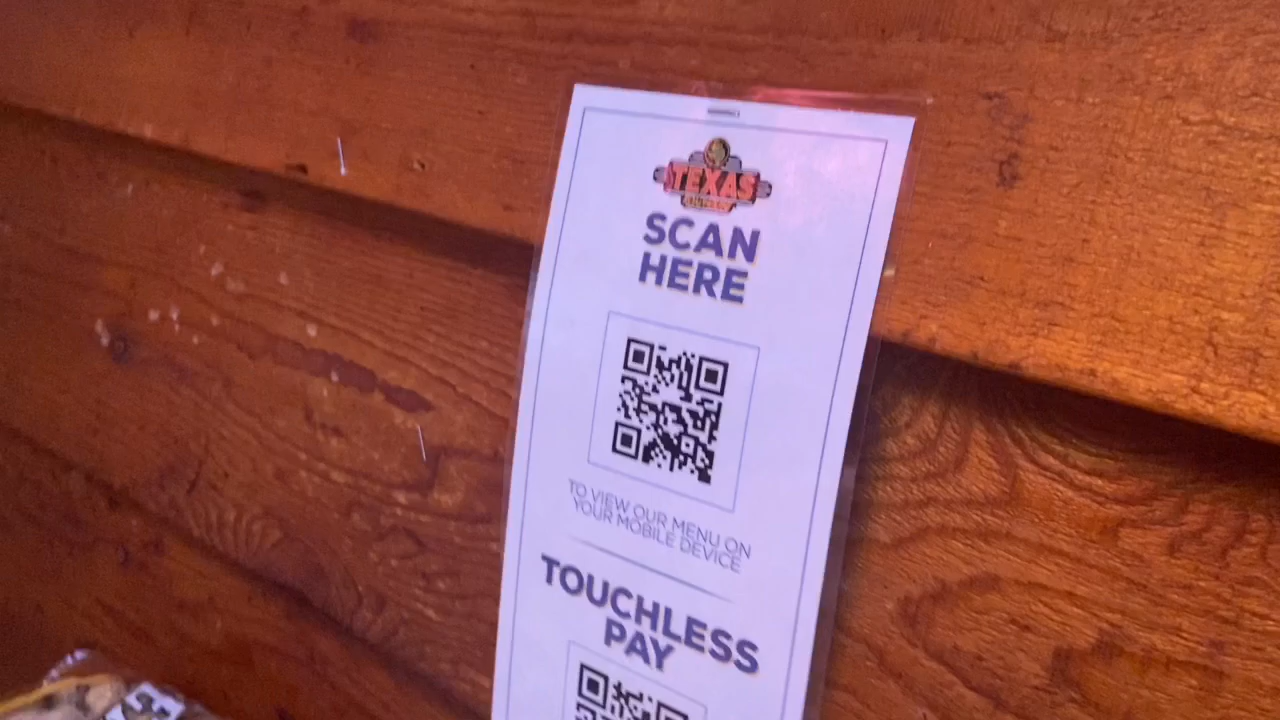 TEXAS
SCAN
HERE
TO VIEW OUR MENU ON
YOUR MOBILE DEVICE
TOUCHLESS
PAY